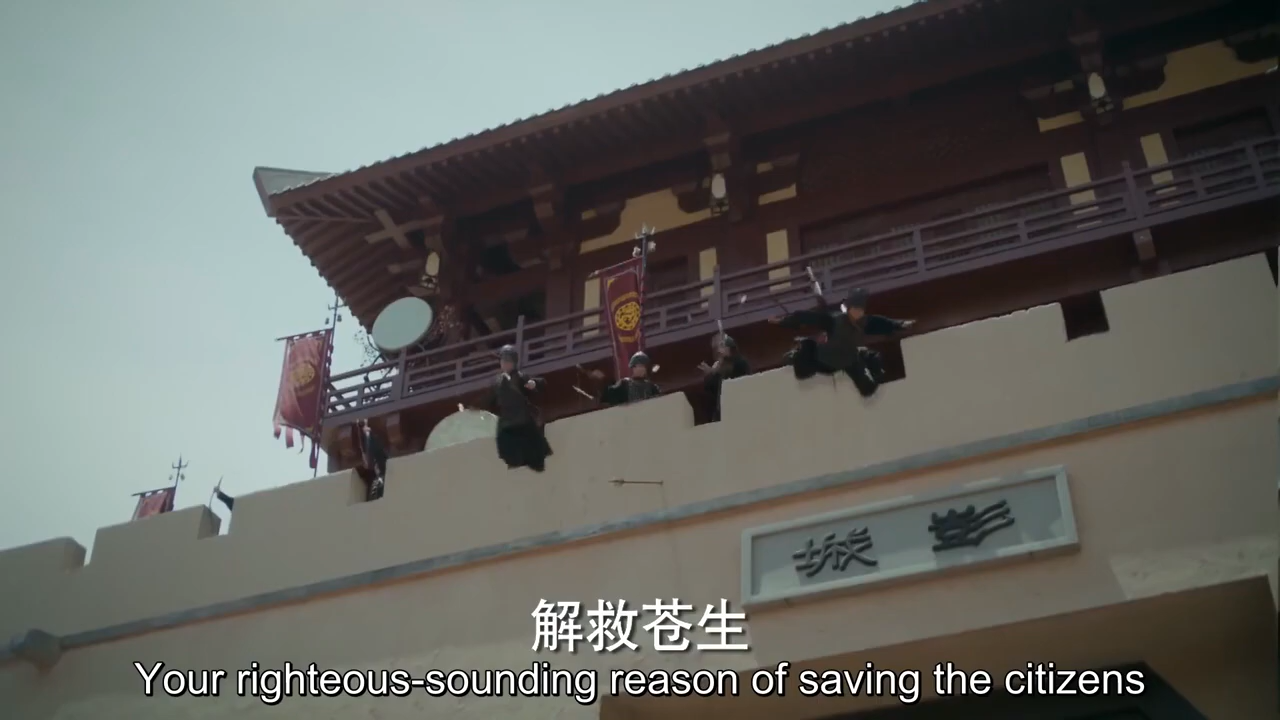 彭城
解救苍生
Your righteous-sounding reason of saving the citizens